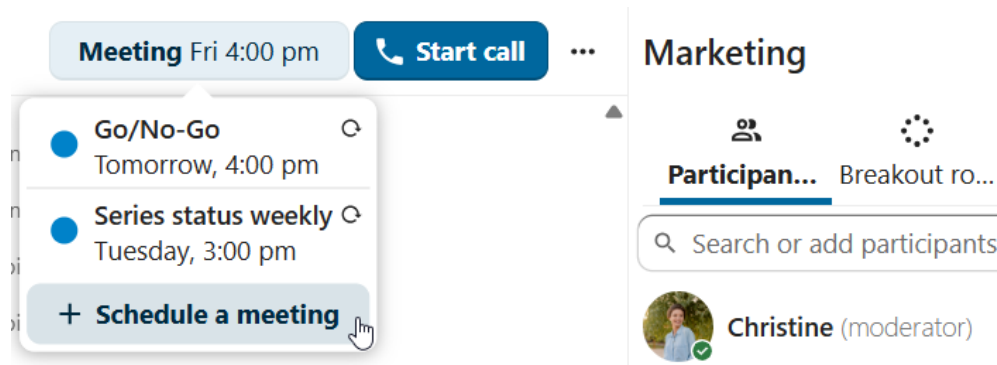 Meeting Fri 4:00 pm
Start call
Marketing
Go/No-Go
Tomorrow, 4:00 pm
Series status weekly
Tuesday, 3:00 pm
+ Schedule a meeting
Participan...
Breakout ro...
Search or add participants
Christine (moderator)